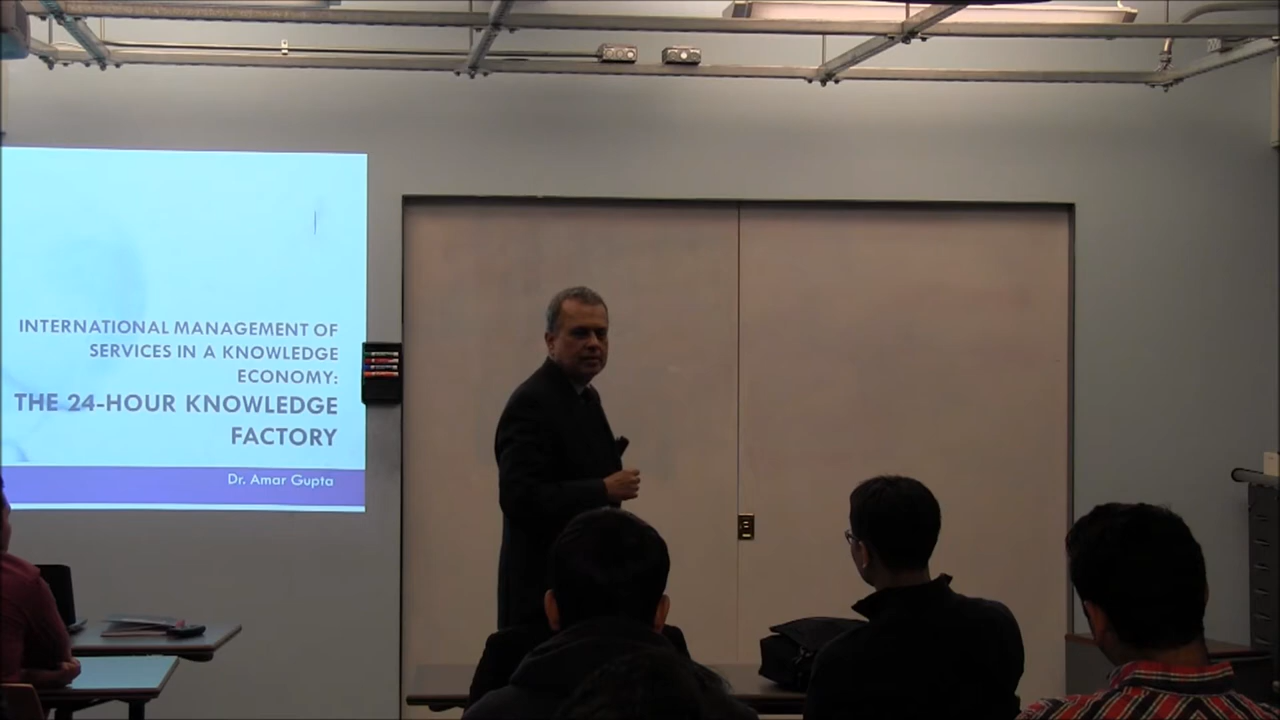 INTERNATIONAL MANAGEMENT OF
SERVICES IN A KNOWLEDGE
ECONOMY:
THE 24-HOUR KNOWLEDGE
FACTORY
Dr. Amar Gupta